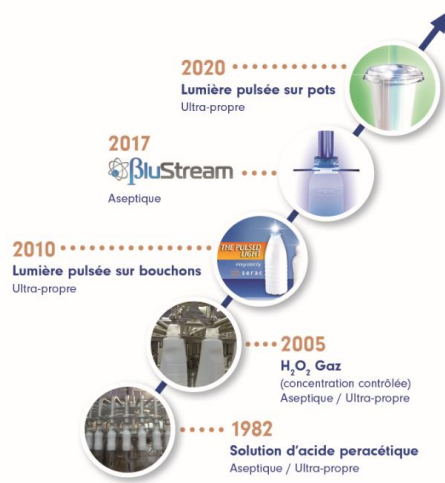 2020
Lumière pulsée sur pots
Ultra-propre
2017
βluStream
Aseptique
2010
Lumière pulsée sur bouchons
Ultra-propre
THE PULSED
LIGHT
serac
2005
H₂O₂ Gaz
(concentration contrôlée)
Aseptique / Ultra-propre
1982
Solution d'acide peracétique
Aseptique / Ultra-propre